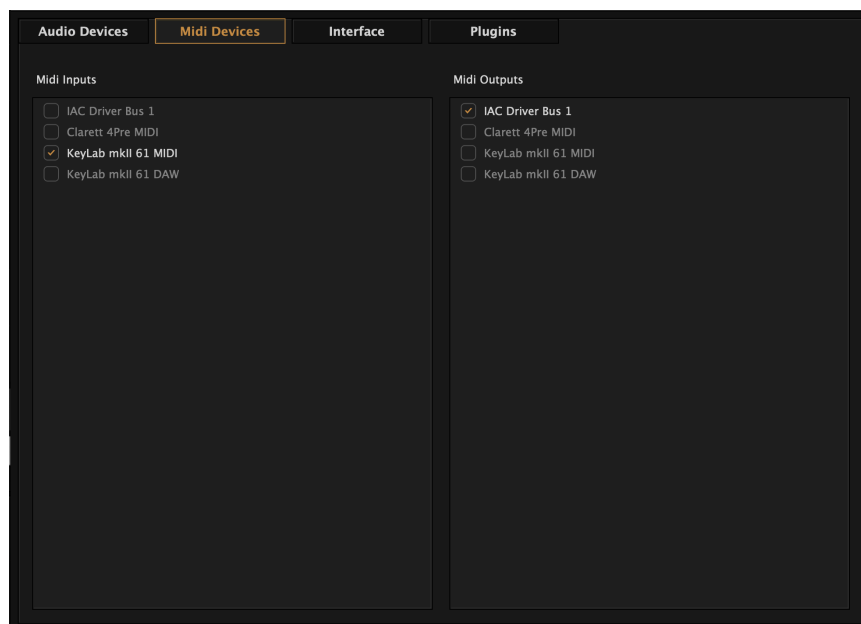 Audio Devices
Midi Devices
Interface
Plugins
Midi Inputs
IAC Driver Bus 1
Clarett 4Pre MIDI
KeyLab mkII 61 MIDI
KeyLab mkII 61 DAW
Midi Outputs
IAC Driver Bus 1
Clarett 4Pre MIDI
KeyLab mkII 61 MIDI
KeyLab mkII 61 DAW